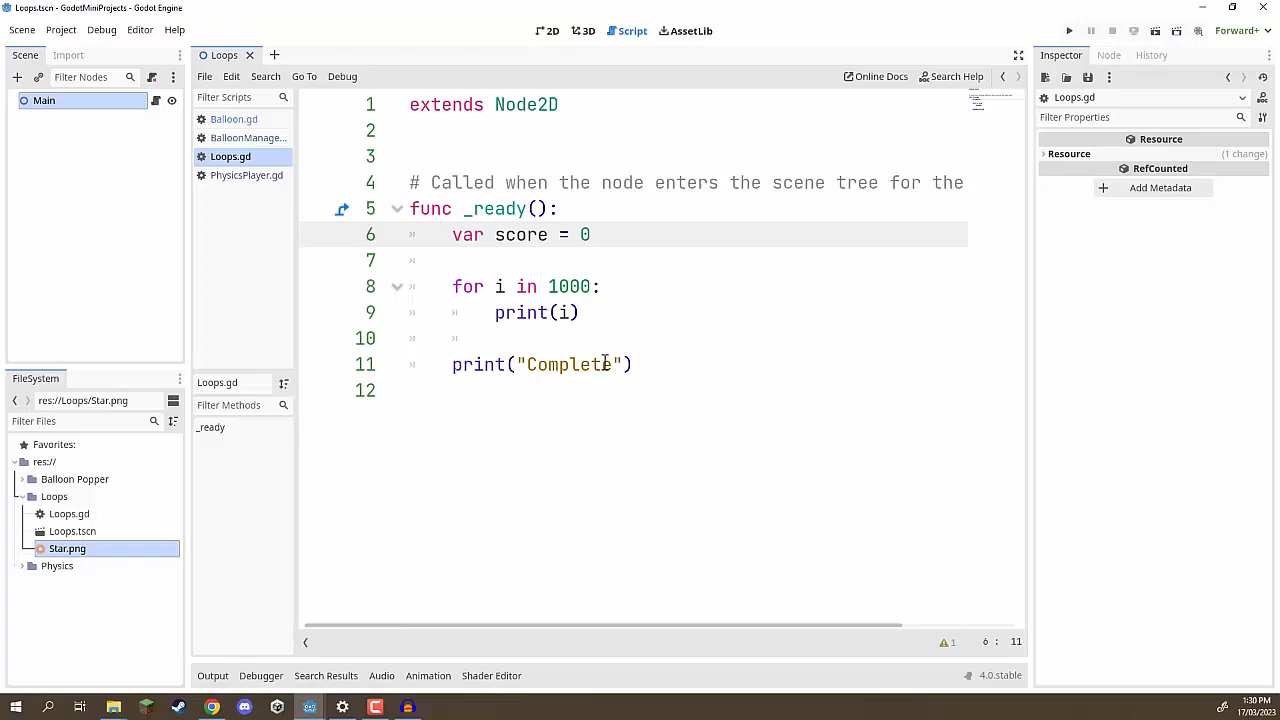 Loops.tscn - GodotMiniProjects - Godot Engine
Scene Project Debug Editor Help
2D 3D Script AssetLib
Forward+
Scene Import
Filter Nodes
Main
Loops
File Edit Search Go To Debug
Online Docs Search Help
Filter Scripts
Balloon.gd
BalloonManage...
Loops.gd
PhysicsPlayer.gd
Loops.gd
Filter Methods
_ready
1 extends Node2D
2
3
4 # Called when the node enters the scene tree for the
5 func _ready():
6 var score = 0
7
8 for i in 1000:
9 print(i)
10
11 print("Complete")
12
1 6 : 11
Output Debugger Search Results Audio Animation Shader Editor
4.0.stable
FileSystem
res://Loops/Star.png
Filter Files
Favorites:
res://
Balloon Popper
Loops
Loops.gd
Loops.tscn
Star.png
Physics
Inspector Node History
Loops.gd
Filter Properties
Resource
Resource (1 change)
RefCounted
Add Metadata
1:30 PM
17/03/2023